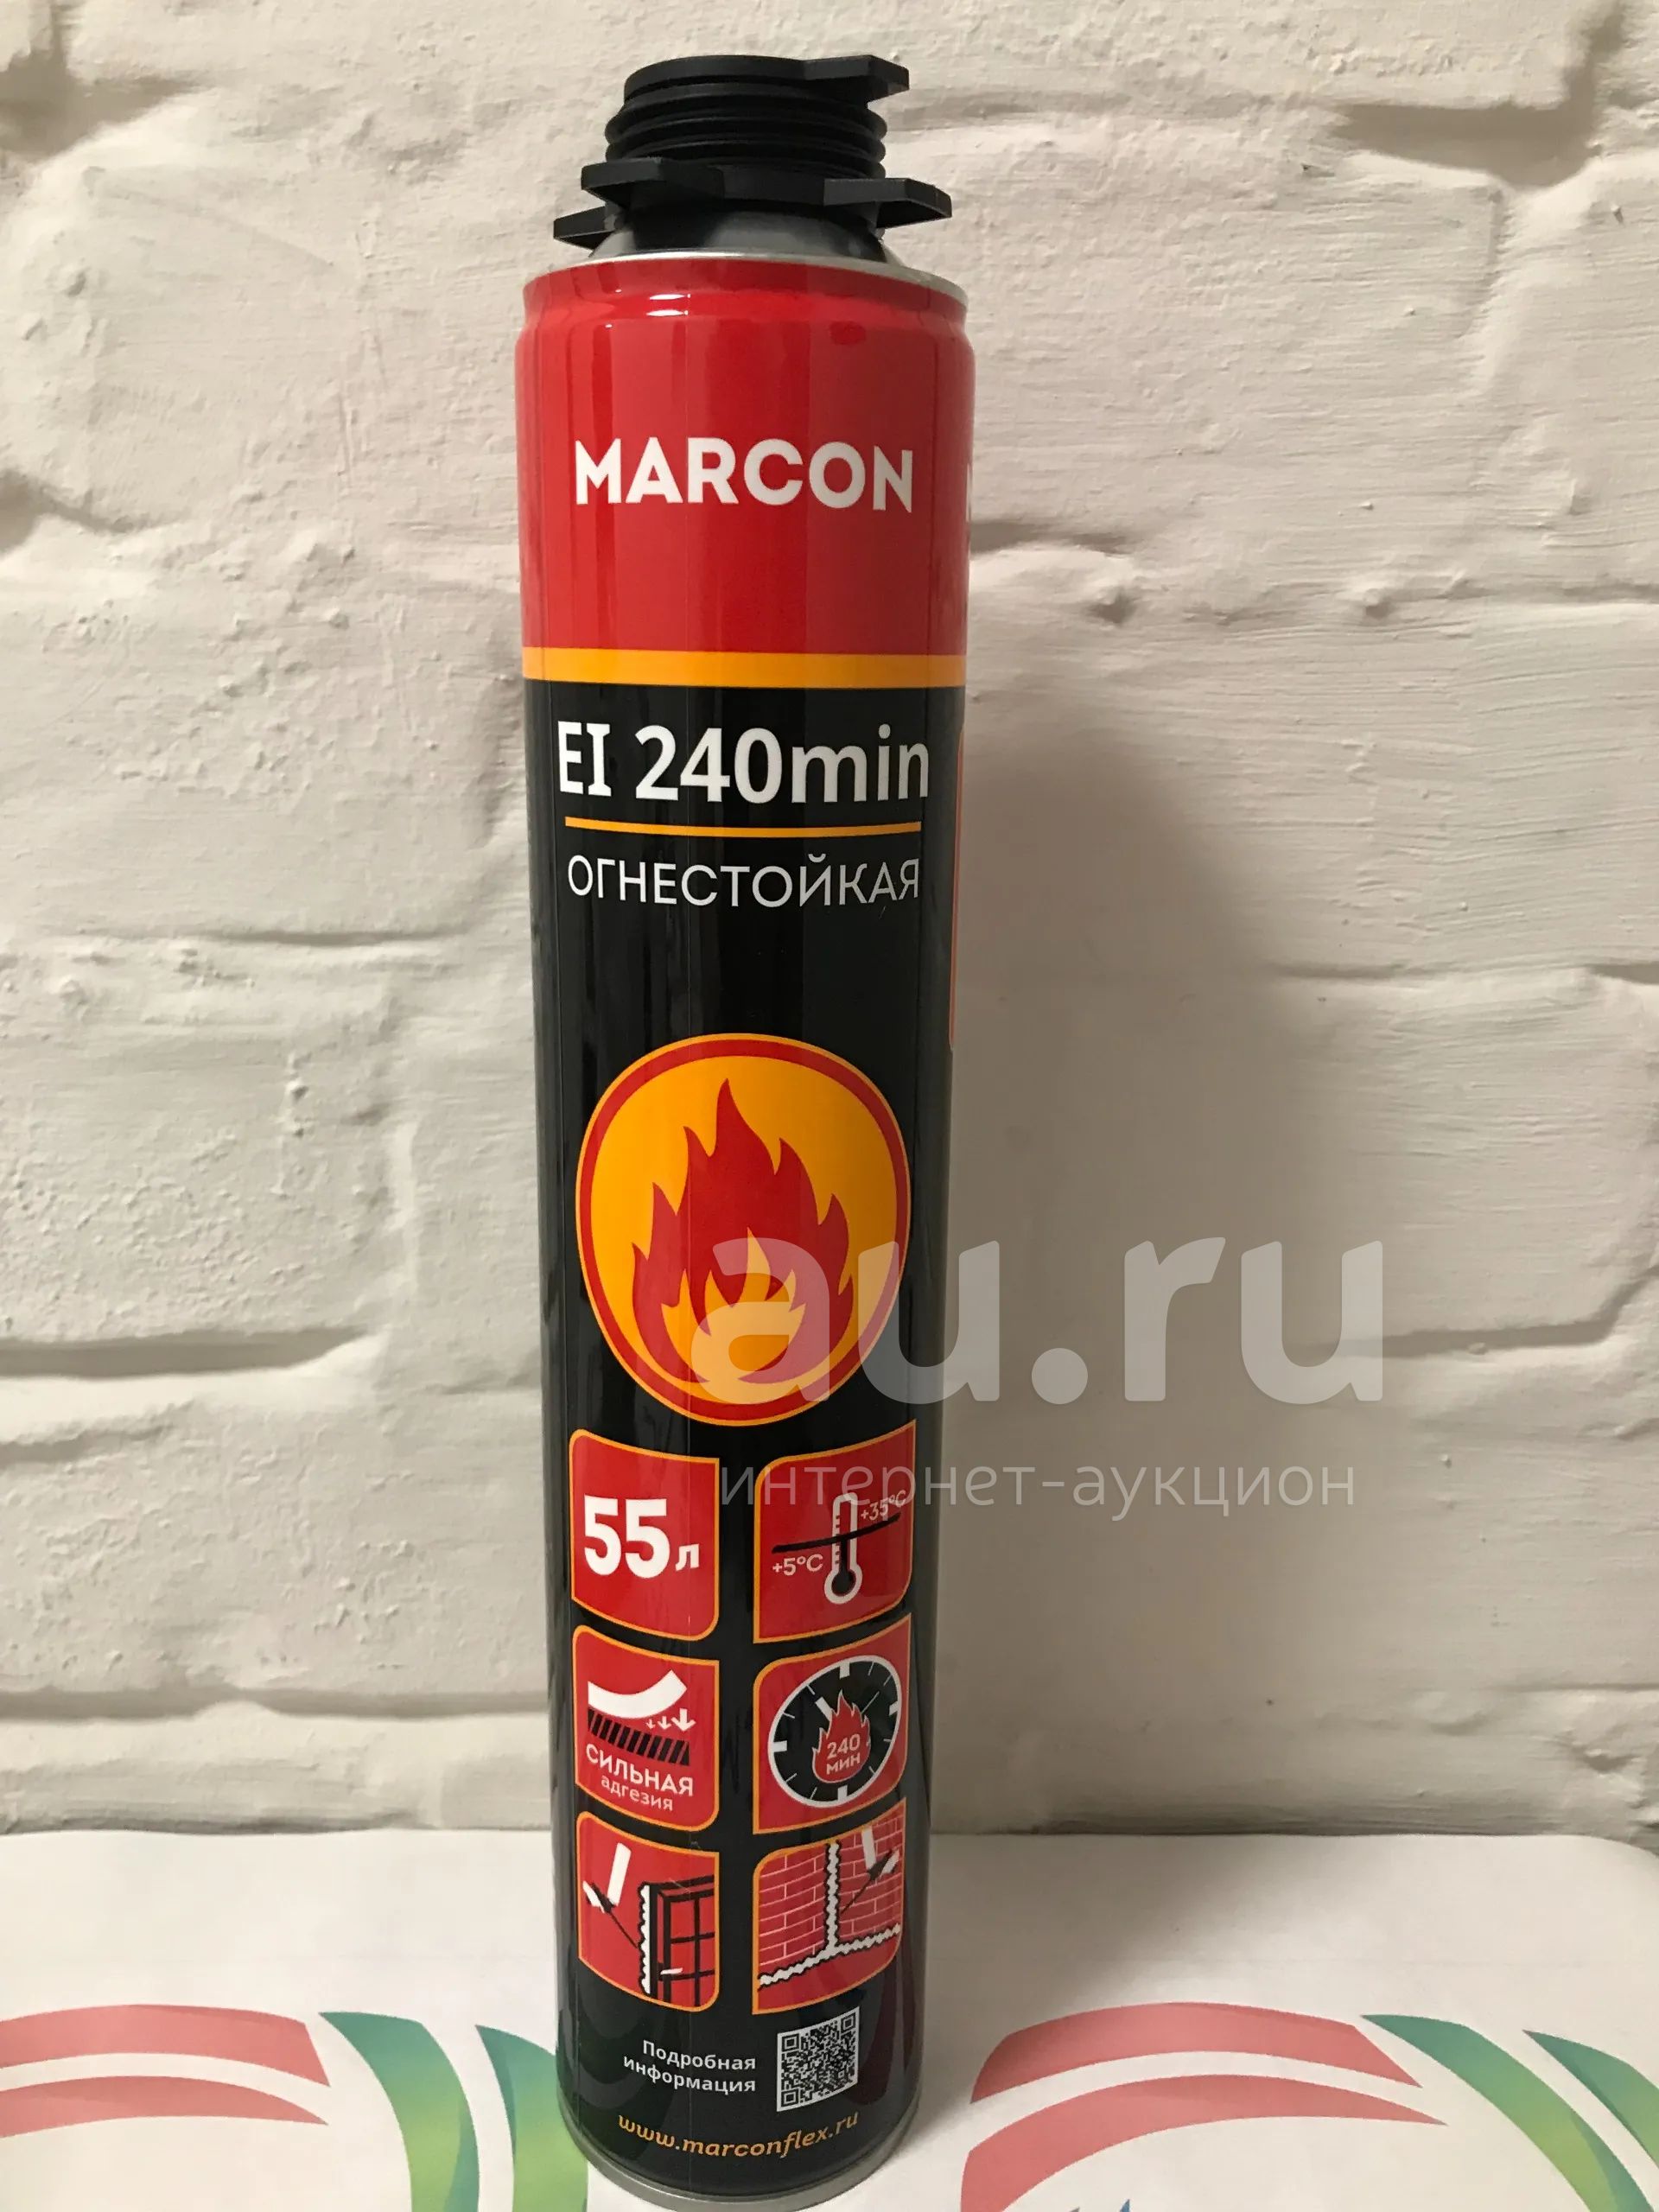 MARCON
EI 240min
ОГНЕСТОЙКАЯ
au.ru
интернет-аукцион
55л
+35°C
+5°C
СИЛЬНАЯ
адгезия
240
МИН
Подробная
информация
www.marconflex.ru